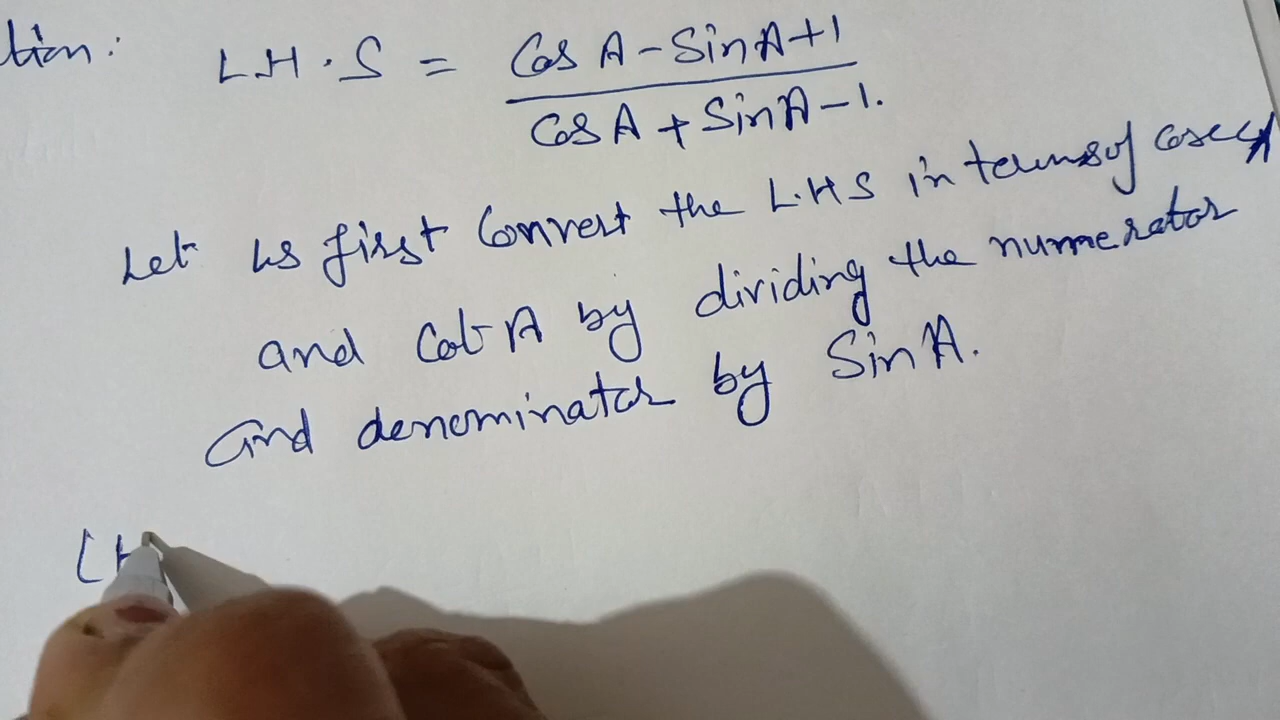 tion: L.H.S = Cos A - Sin A + 1
Cos A + Sin A - 1.
Let us first convert the L.H.S in terms of cosec A
and Cot A by dividing the numerator
and denominator by Sin A.
LH